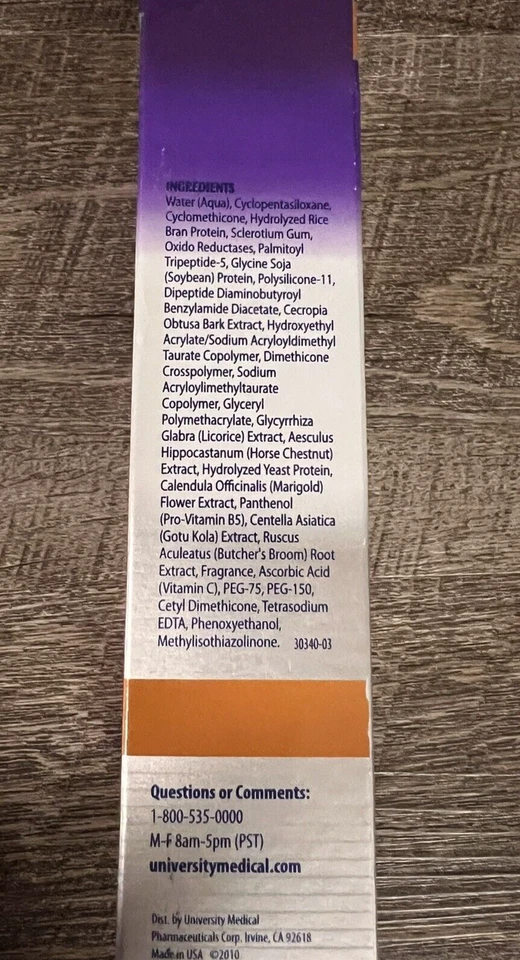 INGREDIENTS
Water (Aqua), Cyclopentasiloxane,
Cyclomethicone, Hydrolyzed Rice
Bran Protein, Sclerotium Gum,
Oxido Reductases, Palmitoyl
Tripeptide-5, Glycine Soja
(Soybean) Protein, Polysilicone-11,
Dipeptide Diaminobutyroyl
Benzylamide Diacetate, Cecropia
Obtusa Bark Extract, Hydroxyethyl
Acrylate/Sodium Acryloyldimethyl
Taurate Copolymer, Dimethicone
Crosspolymer, Sodium
Acryloylimethyltaurate
Copolymer, Glyceryl
Polymethacrylate, Glycyrrhiza
Glabra (Licorice) Extract, Aesculus
Hippocastanum (Horse Chestnut)
Extract, Hydrolyzed Yeast Protein,
Calendula Officinalis (Marigold)
Flower Extract, Panthenol
(Pro-Vitamin B5), Centella Asiatica
(Gotu Kola) Extract, Ruscus
Aculeatus (Butcher's Broom) Root
Extract, Fragrance, Ascorbic Acid
(Vitamin C), PEG-75, PEG-150,
Cetyl Dimethicone, Tetrasodium
EDTA, Phenoxyethanol,
Methylisothiazolinone. 30340-03
Questions or Comments:
1-800-535-0000
M-F 8am-5pm (PST)
universitymedical.com
Dist. by University Medical
Pharmaceuticals Corp. Irvine, CA 92618
Made in USA ©2010